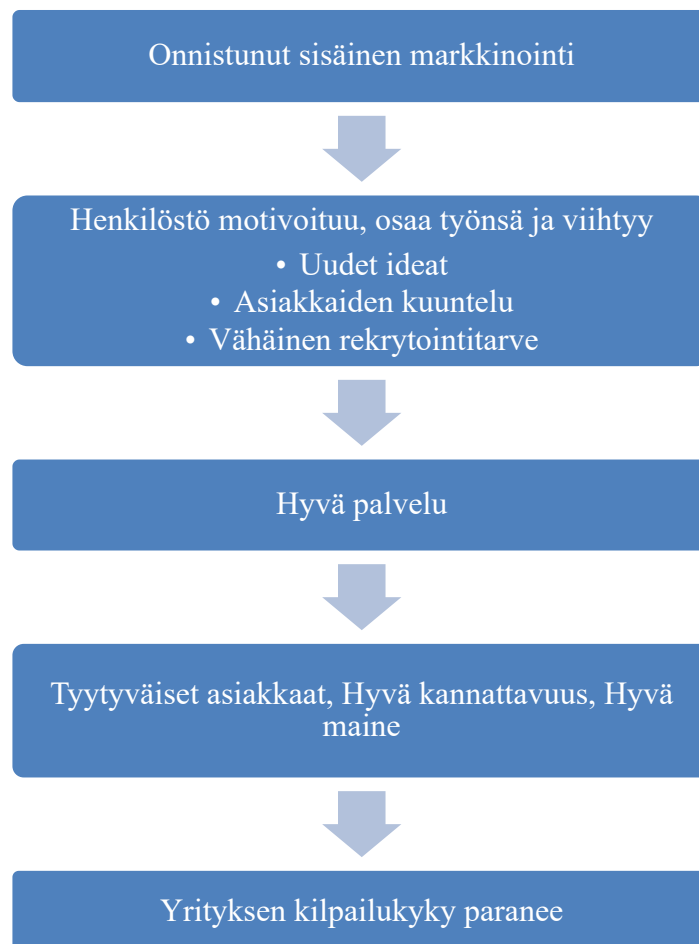 Onnistunut sisäinen markkinointi
Henkilöstö motivoituu, osaa työnsä ja viihtyy
• Uudet ideat
• Asiakkaiden kuuntelu
• Vähäinen rekrytointitarve
Hyvä palvelu
Tyytyväiset asiakkaat, Hyvä kannattavuus, Hyvä
maine
Yrityksen kilpailukyky paranee